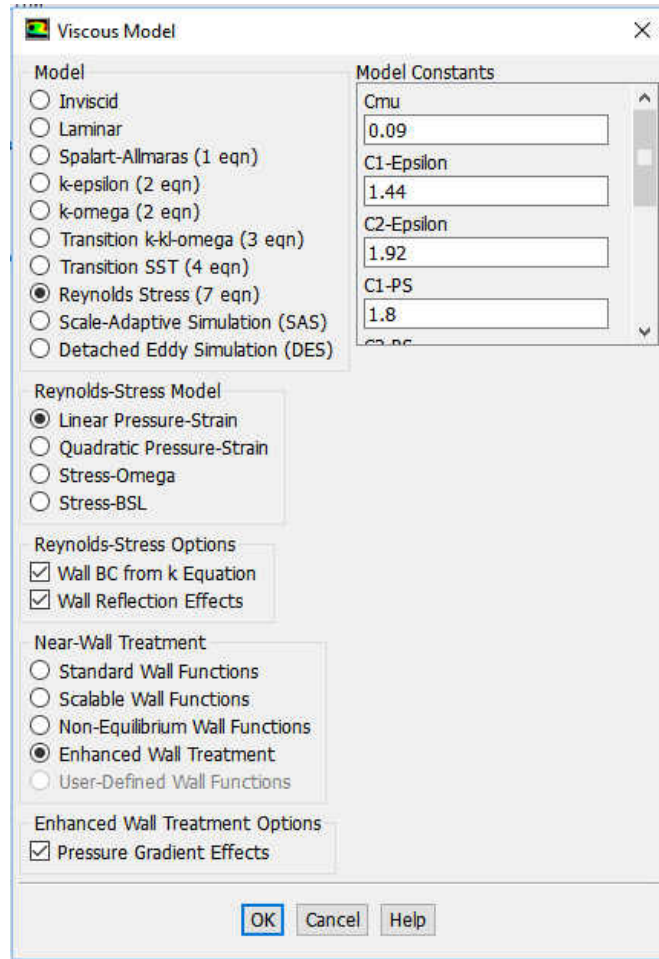 Viscous Model
Model
Inviscid
Laminar
Spalart-Allmaras (1 eqn)
k-epsilon (2 eqn)
k-omega (2 eqn)
Transition k-kl-omega (3 eqn)
Transition SST (4 eqn)
Reynolds Stress (7 eqn)
Scale-Adaptive Simulation (SAS)
Detached Eddy Simulation (DES)
Model Constants
Cmu
0.09
C1-Epsilon
1.44
C2-Epsilon
1.92
C1-PS
1.8
Reynolds-Stress Model
Linear Pressure-Strain
Quadratic Pressure-Strain
Stress-Omega
Stress-BSL
Reynolds-Stress Options
Wall BC from k Equation
Wall Reflection Effects
Near-Wall Treatment
Standard Wall Functions
Scalable Wall Functions
Non-Equilibrium Wall Functions
Enhanced Wall Treatment
User-Defined Wall Functions
Enhanced Wall Treatment Options
Pressure Gradient Effects
OK Cancel Help